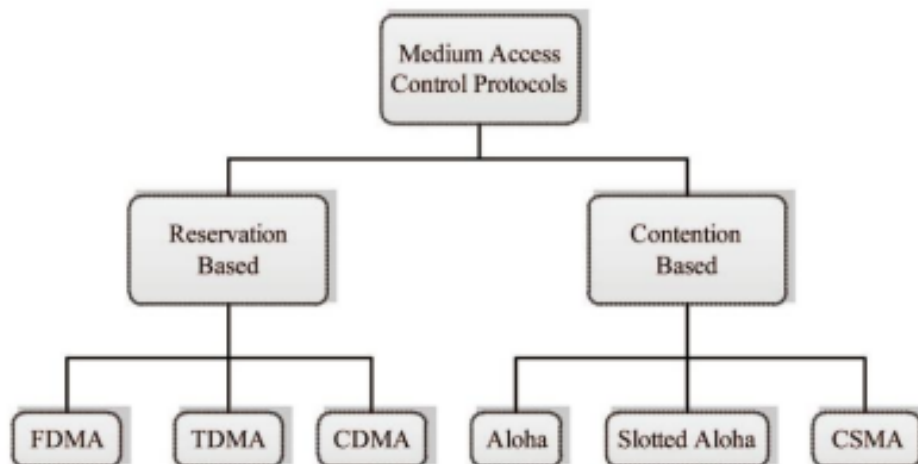 Medium Access
Control Protocols
Reservation
Based
Contention
Based
FDMA
TDMA
CDMA
Aloha
Slotted Aloha
CSMA